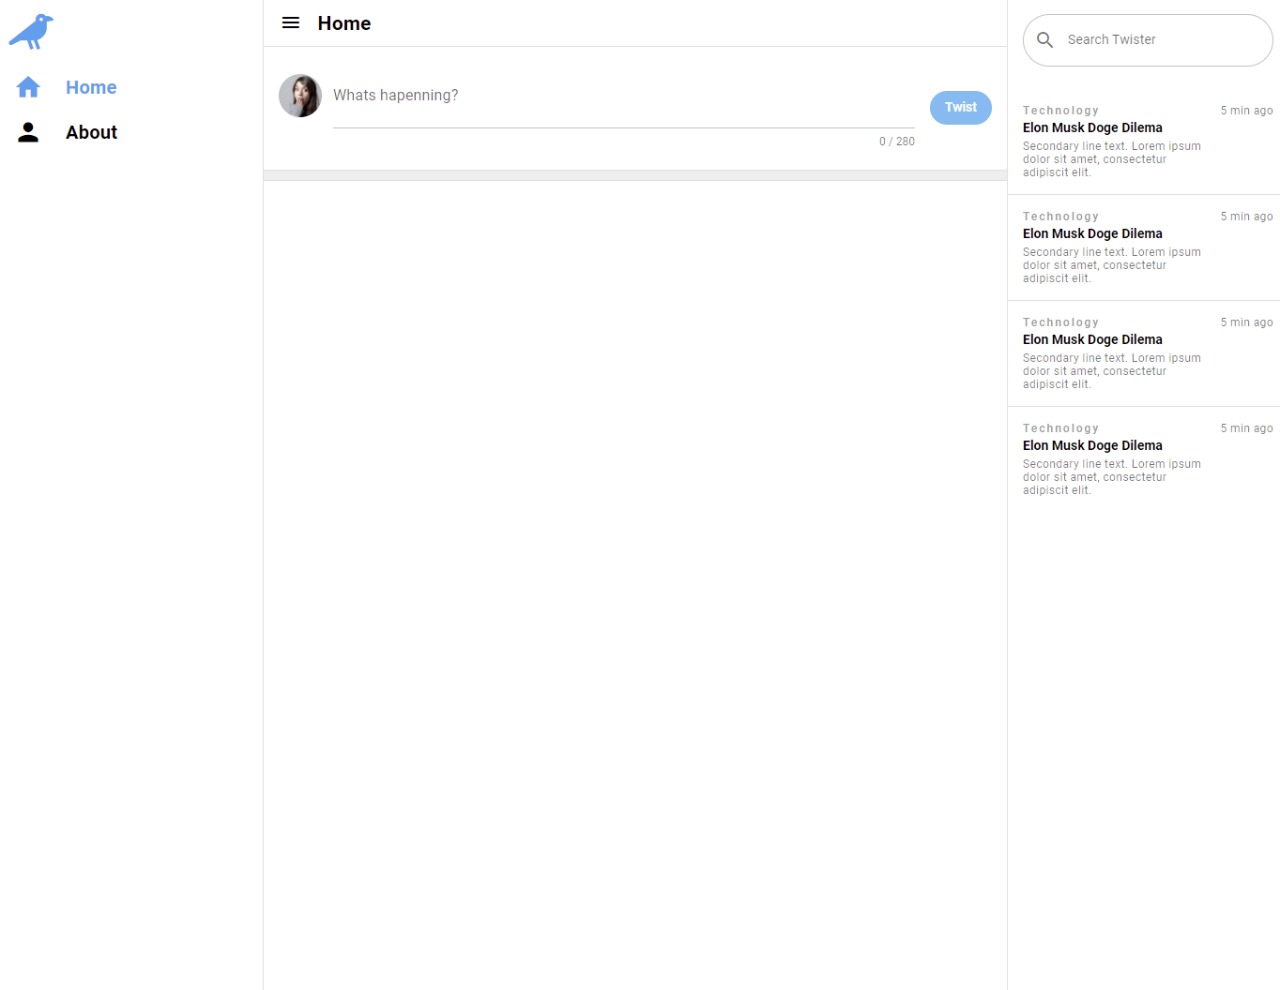 Home
About
Home
Whats hapenning?
0 / 280
Twist
Search Twister
Technology
5 min ago
Elon Musk Doge Dilema
Secondary line text. Lorem ipsum
dolor sit amet, consectetur
adipiscit elit.
Technology
5 min ago
Elon Musk Doge Dilema
Secondary line text. Lorem ipsum
dolor sit amet, consectetur
adipiscit elit.
Technology
5 min ago
Elon Musk Doge Dilema
Secondary line text. Lorem ipsum
dolor sit amet, consectetur
adipiscit elit.
Technology
5 min ago
Elon Musk Doge Dilema
Secondary line text. Lorem ipsum
dolor sit amet, consectetur
adipiscit elit.